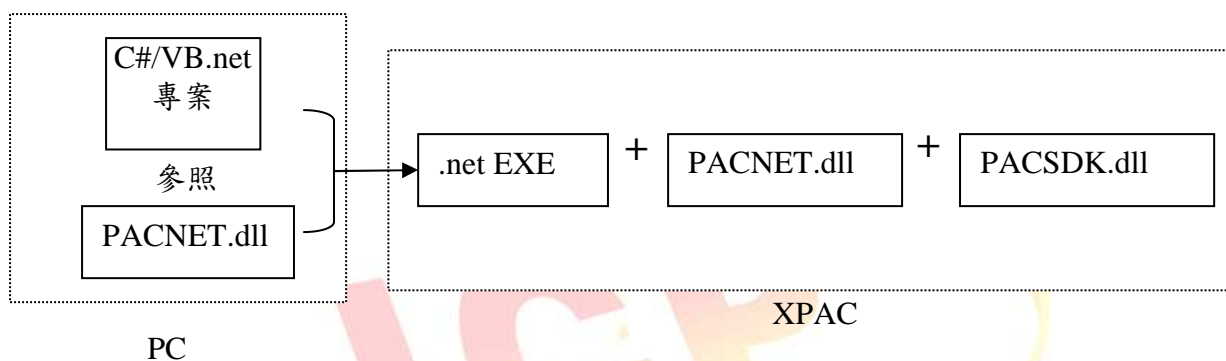 C#/VB.net
專案
參照
PACNET.dll
.net EXE
+
PACNET.dll
+
PACSDK.dll
XPAC
PC